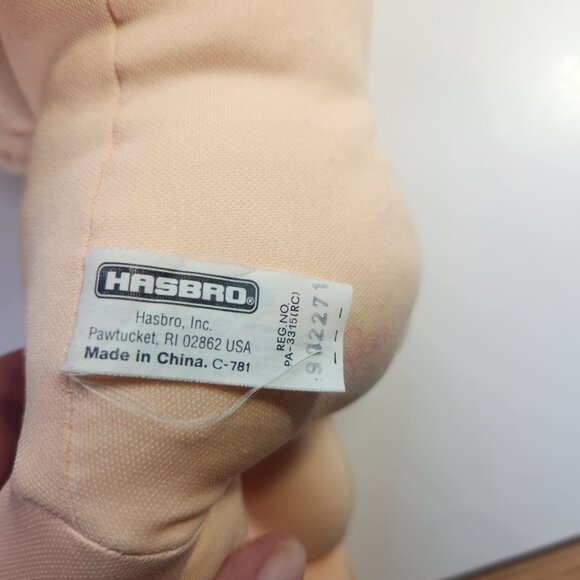 HASBRO®
Hasbro, Inc.
Pawtucket, RI 02862 USA
Made in China. C-781
REG.NO.
PA-3315(RC)
902271